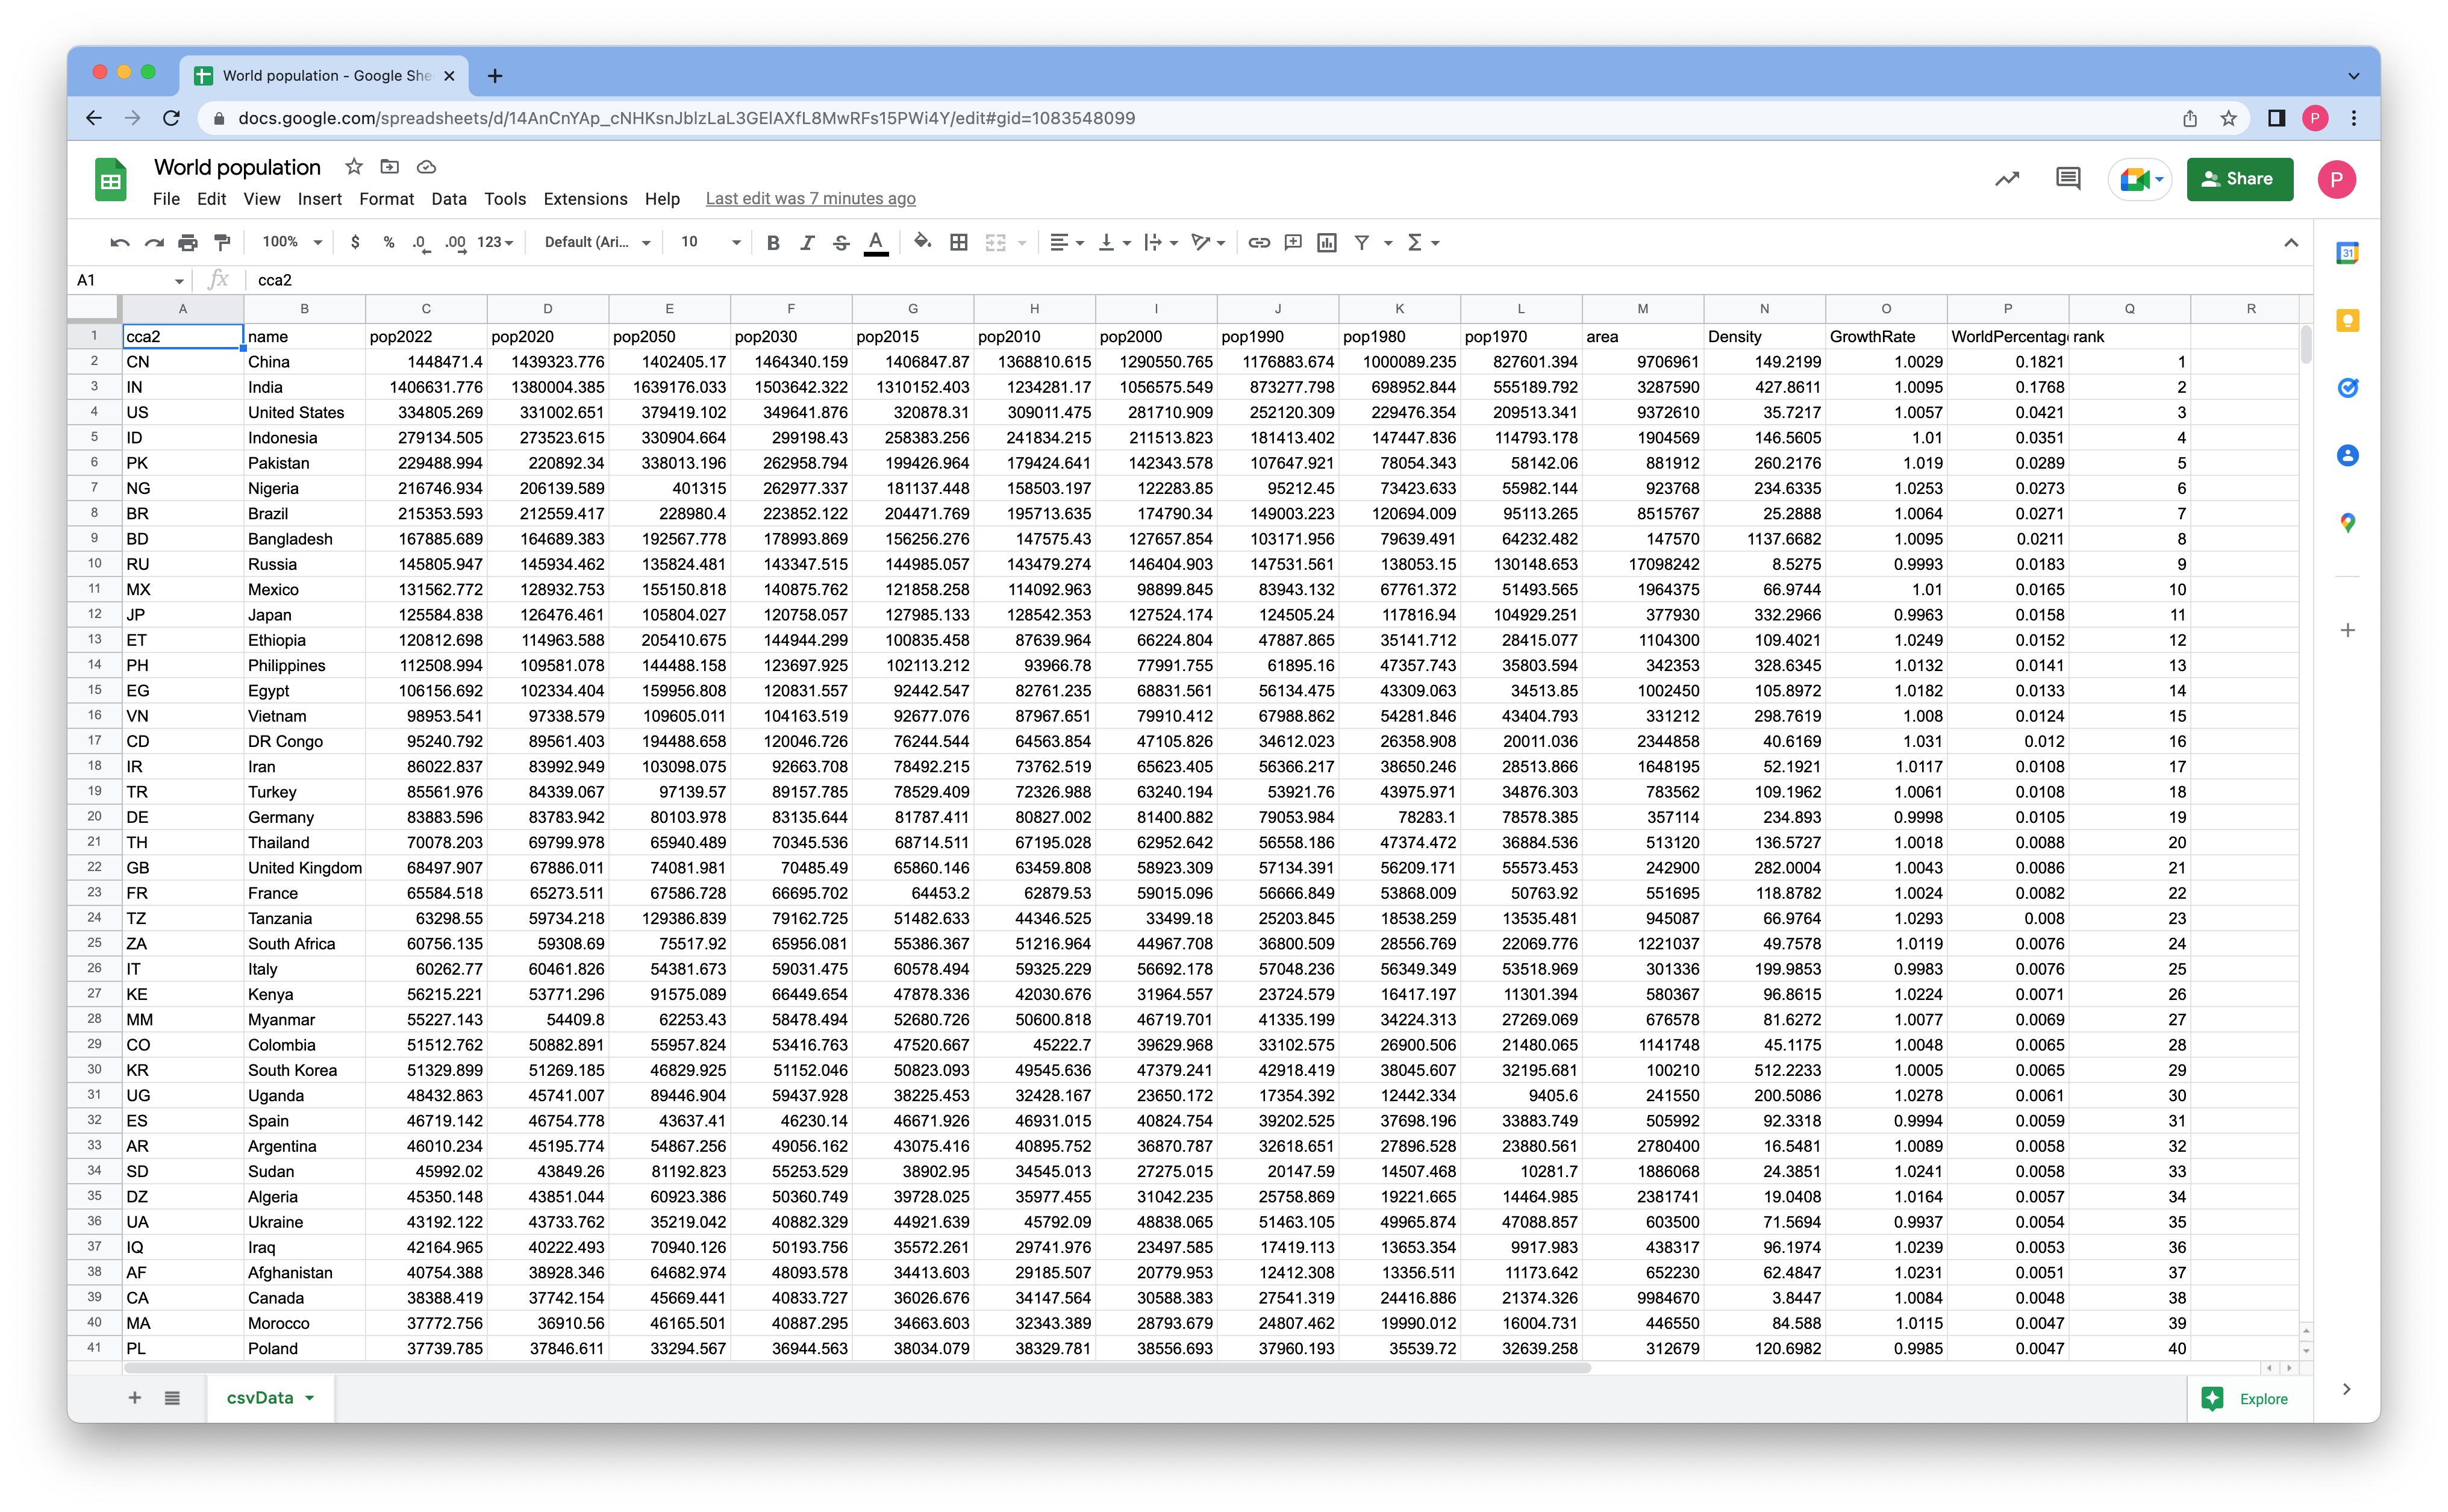 World population - Google She
docs.google.com/spreadsheets/d/14AnCnYAp_cNHKsnJblzLaL3GElAXfL8MwRFs15PWi4Y/edit#gid=1083548099
P
World population
File Edit View Insert Format Data Tools Extensions Help Last edit was 7 minutes ago
Share
P
100% $ % .0 .00 123 Default (Ari... 10 B I S A
31
A1 fx cca2
A B C D E F G H I J K L M N O P Q R
1 cca2 name pop2022 pop2020 pop2050 pop2030 pop2015 pop2010 pop2000 pop1990 pop1980 pop1970 area Density GrowthRate WorldPercentag rank
2 CN China 1448471.4 1439323.776 1402405.17 1464340.159 1406847.87 1368810.615 1290550.765 1176883.674 1000089.235 827601.394 9706961 149.2199 1.0029 0.1821 1
3 IN India 1406631.776 1380004.385 1639176.033 1503642.322 1310152.403 1234281.17 1056575.549 873277.798 698952.844 555189.792 3287590 427.8611 1.0095 0.1768 2
4 US United States 334805.269 331002.651 379419.102 349641.876 320878.31 309011.475 281710.909 252120.309 229476.354 209513.341 9372610 35.7217 1.0057 0.0421 3
5 ID Indonesia 279134.505 273523.615 330904.664 299198.43 258383.256 241834.215 211513.823 181413.402 147447.836 114793.178 1904569 146.5605 1.01 0.0351 4
6 PK Pakistan 229488.994 220892.34 338013.196 262958.794 199426.964 179424.641 142343.578 107647.921 78054.343 58142.06 881912 260.2176 1.019 0.0289 5
7 NG Nigeria 216746.934 206139.589 401315 262977.337 181137.448 158503.197 122283.85 95212.45 73423.633 55982.144 923768 234.6335 1.0253 0.0273 6
8 BR Brazil 215353.593 212559.417 228980.4 223852.122 204471.769 195713.635 174790.34 149003.223 120694.009 95113.265 8515767 25.2888 1.0064 0.0271 7
9 BD Bangladesh 167885.689 164689.383 192567.778 178993.869 156256.276 147575.43 127657.854 103171.956 79639.491 64232.482 147570 1137.6682 1.0095 0.0211 8
10 RU Russia 145805.947 145934.462 135824.481 143347.515 144985.057 143479.274 146404.903 147531.561 138053.15 130148.653 17098242 8.5275 0.9993 0.0183 9
11 MX Mexico 131562.772 128932.753 155150.818 140875.762 121858.258 114092.963 98899.845 83943.132 67761.372 51493.565 1964375 66.9744 1.01 0.0165 10
12 JP Japan 125584.838 126476.461 105804.027 120758.057 127985.133 128542.353 127524.174 124505.24 117816.94 104929.251 377930 332.2966 0.9963 0.0158 11
13 ET Ethiopia 120812.698 114963.588 205410.675 144944.299 100835.458 87639.964 66224.804 47887.865 35141.712 28415.077 1104300 109.4021 1.0249 0.0152 12
14 PH Philippines 112508.994 109581.078 144488.158 123697.925 102113.212 93966.78 77991.755 61895.16 47357.743 35803.594 342353 328.6345 1.0132 0.0141 13
15 EG Egypt 106156.692 102334.404 159956.808 120831.557 92442.547 82761.235 68831.561 56134.475 43309.063 34513.85 1002450 105.8972 1.0182 0.0133 14
16 VN Vietnam 98953.541 97338.579 109605.011 104163.519 92677.076 87967.651 79910.412 67988.862 54281.846 43404.793 331212 298.7619 1.008 0.0124 15
17 CD DR Congo 95240.792 89561.403 194488.658 120046.726 76244.544 64563.854 47105.826 34612.023 26358.908 20011.036 2344858 40.6169 1.031 0.012 16
18 IR Iran 86022.837 83992.949 103098.075 92663.708 78492.215 73762.519 65623.405 56366.217 38650.246 28513.866 1648195 52.1921 1.0117 0.0108 17
19 TR Turkey 85561.976 84339.067 97139.57 89157.785 78529.409 72326.988 63240.194 53921.76 43975.971 34876.303 783562 109.1962 1.0061 0.0108 18
20 DE Germany 83883.596 83783.942 80103.978 83135.644 81787.411 80827.002 81400.882 79053.984 78283.1 78578.385 357114 234.893 0.9998 0.0105 19
21 TH Thailand 70078.203 69799.978 65940.489 70345.536 68714.511 67195.028 62952.642 56558.186 47374.472 36884.536 513120 136.5727 1.0018 0.0088 20
22 GB United Kingdom 68497.907 67886.011 74081.981 70485.49 65860.146 63459.808 58923.309 57134.391 56209.171 55573.453 242900 282.0004 1.0043 0.0086 21
23 FR France 65584.518 65273.511 67586.728 66695.702 64453.2 62879.53 59015.096 56666.849 53868.009 50763.92 551695 118.8782 1.0024 0.0082 22
24 TZ Tanzania 63298.55 59734.218 129386.839 79162.725 51482.633 44346.525 33499.18 25203.845 18538.259 13535.481 945087 66.9764 1.0293 0.008 23
25 ZA South Africa 60756.135 59308.69 75517.92 65956.081 55386.367 51216.964 44967.708 36800.509 28556.769 22069.776 1221037 49.7578 1.0119 0.0076 24
26 IT Italy 60262.77 60461.826 54381.673 59031.475 60578.494 59325.229 56692.178 57048.236 56349.349 53518.969 301336 199.9853 0.9983 0.0076 25
27 KE Kenya 56215.221 53771.296 91575.089 66449.654 47878.336 42030.676 31964.557 23724.579 16417.197 11301.394 580367 96.8615 1.0224 0.0071 26
28 MM Myanmar 55227.143 54409.8 62253.43 58478.494 52680.726 50600.818 46719.701 41335.199 34224.313 27269.069 676578 81.6272 1.0077 0.0069 27
29 CO Colombia 51512.762 50882.891 55957.824 53416.763 47520.667 45222.7 39629.968 33102.575 26900.506 21480.065 1141748 45.1175 1.0048 0.0065 28
30 KR South Korea 51329.899 51269.185 46829.925 51152.046 50823.093 49545.636 47379.241 42918.419 38045.607 32195.681 100210 512.2233 1.0005 0.0065 29
31 UG Uganda 48432.863 45741.007 89446.904 59437.928 38225.453 32428.167 23650.172 17354.392 12442.334 9405.6 241550 200.5086 1.0278 0.0061 30
32 ES Spain 46719.142 46754.778 43637.41 46230.14 46671.926 46931.015 40824.754 39202.525 37698.196 33883.749 505992 92.3318 0.9994 0.0059 31
33 AR Argentina 46010.234 45195.774 54867.256 49056.162 43075.416 40895.752 36870.787 32618.651 27896.528 23880.561 2780400 16.5481 1.0089 0.0058 32
34 SD Sudan 45992.02 43849.26 81192.823 55253.529 38902.95 34545.013 27275.015 20147.59 14507.468 10281.7 1886068 24.3851 1.0241 0.0058 33
35 DZ Algeria 45350.148 43851.044 60923.386 50360.749 39728.025 35977.455 31042.235 25758.869 19221.665 14464.985 2381741 19.0408 1.0164 0.0057 34
36 UA Ukraine 43192.122 43733.762 35219.042 40882.329 44921.639 45792.09 48838.065 51463.105 49965.874 47088.857 603500 71.5694 0.9937 0.0054 35
37 IQ Iraq 42164.965 40222.493 70940.126 50193.756 35572.261 29741.976 23497.585 17419.113 13653.354 9917.983 438317 96.1974 1.0239 0.0053 36
38 AF Afghanistan 40754.388 38928.346 64682.974 48093.578 34413.603 29185.507 20779.953 12412.308 13356.511 11173.642 652230 62.4847 1.0231 0.0051 37
39 CA Canada 38388.419 37742.154 45669.441 40833.727 36026.676 34147.564 30588.383 27541.319 24416.886 21374.326 9984670 3.8447 1.0084 0.0048 38
40 MA Morocco 37772.756 36910.56 46165.501 40887.295 34663.603 32343.389 28793.679 24807.462 19990.012 16004.731 446550 84.588 1.0115 0.0047 39
41 PL Poland 37739.785 37846.611 33294.567 36944.563 38034.079 38329.781 38556.693 37960.193 35539.72 32639.258 312679 120.6982 0.9985 0.0047 40
csvData
Explore